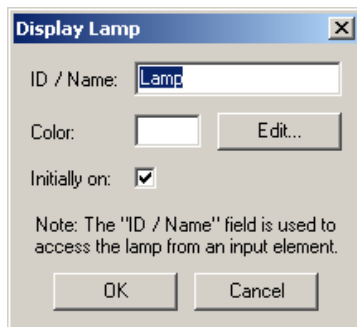 Display Lamp
ID / Name: Lamp
Color: Edit...
Initially on:
Note: The "ID / Name" field is used to
access the lamp from an input element.
OK Cancel